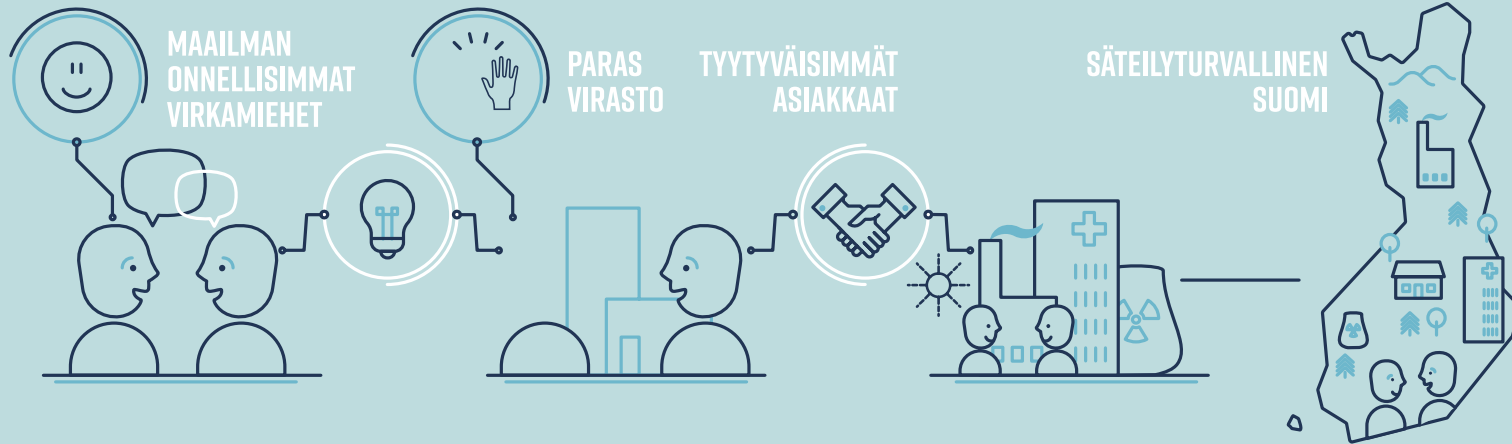 MAAILMAN
ONNELLISIMMAT
VIRKAMIEHET
PARAS
VIRASTO
TYYTYVÄISIMMÄT
ASIAKKAAT
SÄTEILYTURVALLINEN
SUOMI